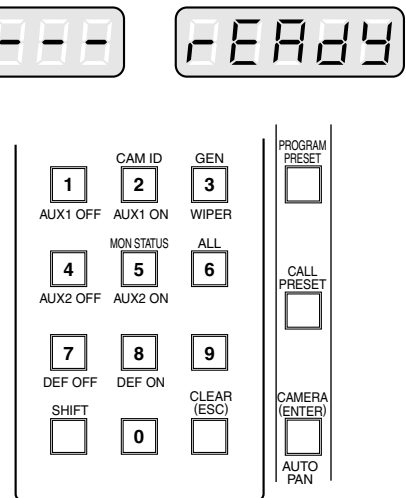 --- rEAdY
PROGRAM
PRESET
CAM ID GEN
1 2 3
AUX1 OFF AUX1 ON WIPER
MON STATUS ALL
4 5 6
AUX2 OFF AUX2 ON
CALL
PRESET
7 8 9
DEF OFF DEF ON
SHIFT CLEAR
(ESC)
0
CAMERA
(ENTER)
AUTO
PAN